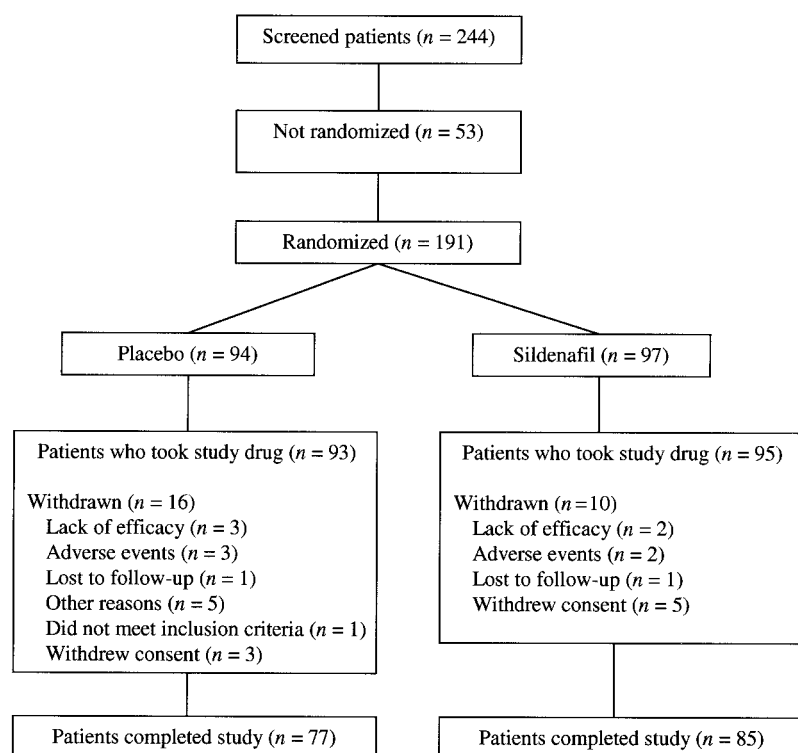 Screened patients (n = 244)
Not randomized (n = 53)
Randomized (n = 191)
Placebo (n = 94)
Sildenafil (n = 97)
Patients who took study drug (n = 93)
Withdrawn (n = 16)
Lack of efficacy (n = 3)
Adverse events (n = 3)
Lost to follow-up (n = 1)
Other reasons (n = 5)
Did not meet inclusion criteria (n = 1)
Withdrew consent (n = 3)
Patients who took study drug (n = 95)
Withdrawn (n =10)
Lack of efficacy (n = 2)
Adverse events (n = 2)
Lost to follow-up (n = 1)
Withdrew consent (n = 5)
Patients completed study (n = 77)
Patients completed study (n = 85)